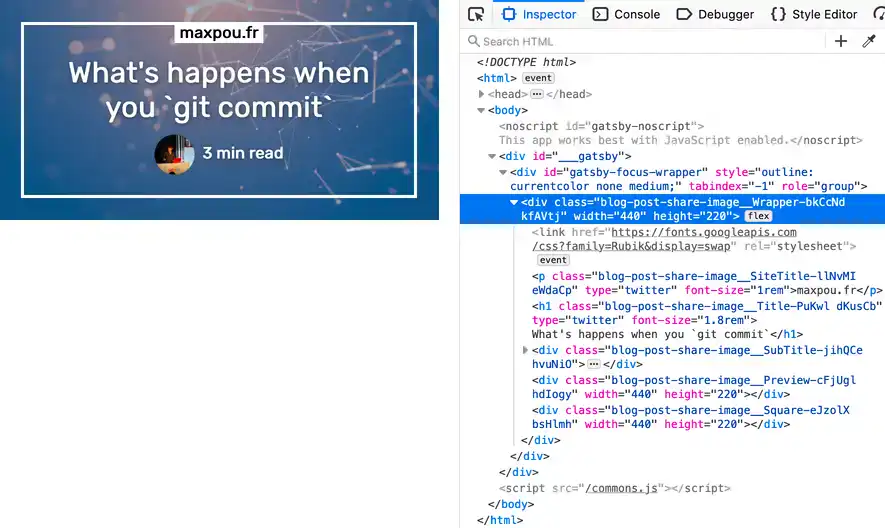 maxpou.fr
What's happens when
you `git commit`
3 min read
Inspector
Console
Debugger
Style Editor
Search HTML
<!DOCTYPE html>
<html> event
<head> ••• </head>
<body>
<noscript id="gatsby-noscript">
This app works best with JavaScript enabled.</noscript>
<div id="___gatsby">
<div id="gatsby-focus-wrapper" style="outline:
currentcolor none medium;" tabindex="-1" role="group">
<div class="blog-post-share-image__Wrapper-bkCcNd
kfAVtj" width="440" height="220"> flex
<link href="https://fonts.googleapis.com
/css?family=Rubik&display=swap" rel="stylesheet">
event
<p class="blog-post-share-image__SiteTitle-llNvMI
eWdaCp" type="twitter" font-size="1rem">maxpou.fr</p>
<h1 class="blog-post-share-image__Title-PuKwl dKusCb"
type="twitter" font-size="1.8rem">
What's happens when you `git commit`</h1>
<div class="blog-post-share-image__SubTitle-jihQCe
hvuNiO"> ••• </div>
<div class="blog-post-share-image__Preview-cFjUgl
hdIogy" width="440" height="220"></div>
<div class="blog-post-share-image__Square-eJzolX
bsHlmh" width="440" height="220"></div>
</div>
</div>
</div>
<script src="/commons.js"></script>
</body>
</html>